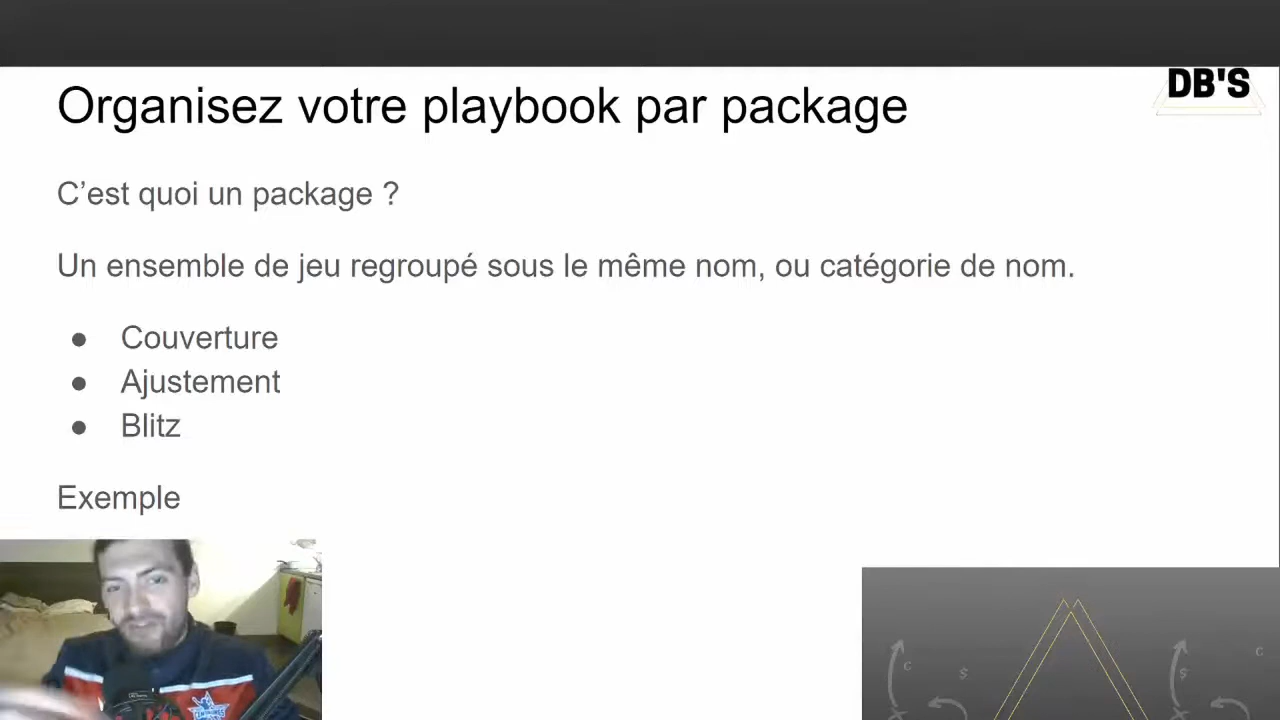 DB'S
Organisez votre playbook par package
C’est quoi un package ?
Un ensemble de jeu regroupé sous le même nom, ou catégorie de nom.
● Couverture
● Ajustement
● Blitz
Exemple
C
$
$
C